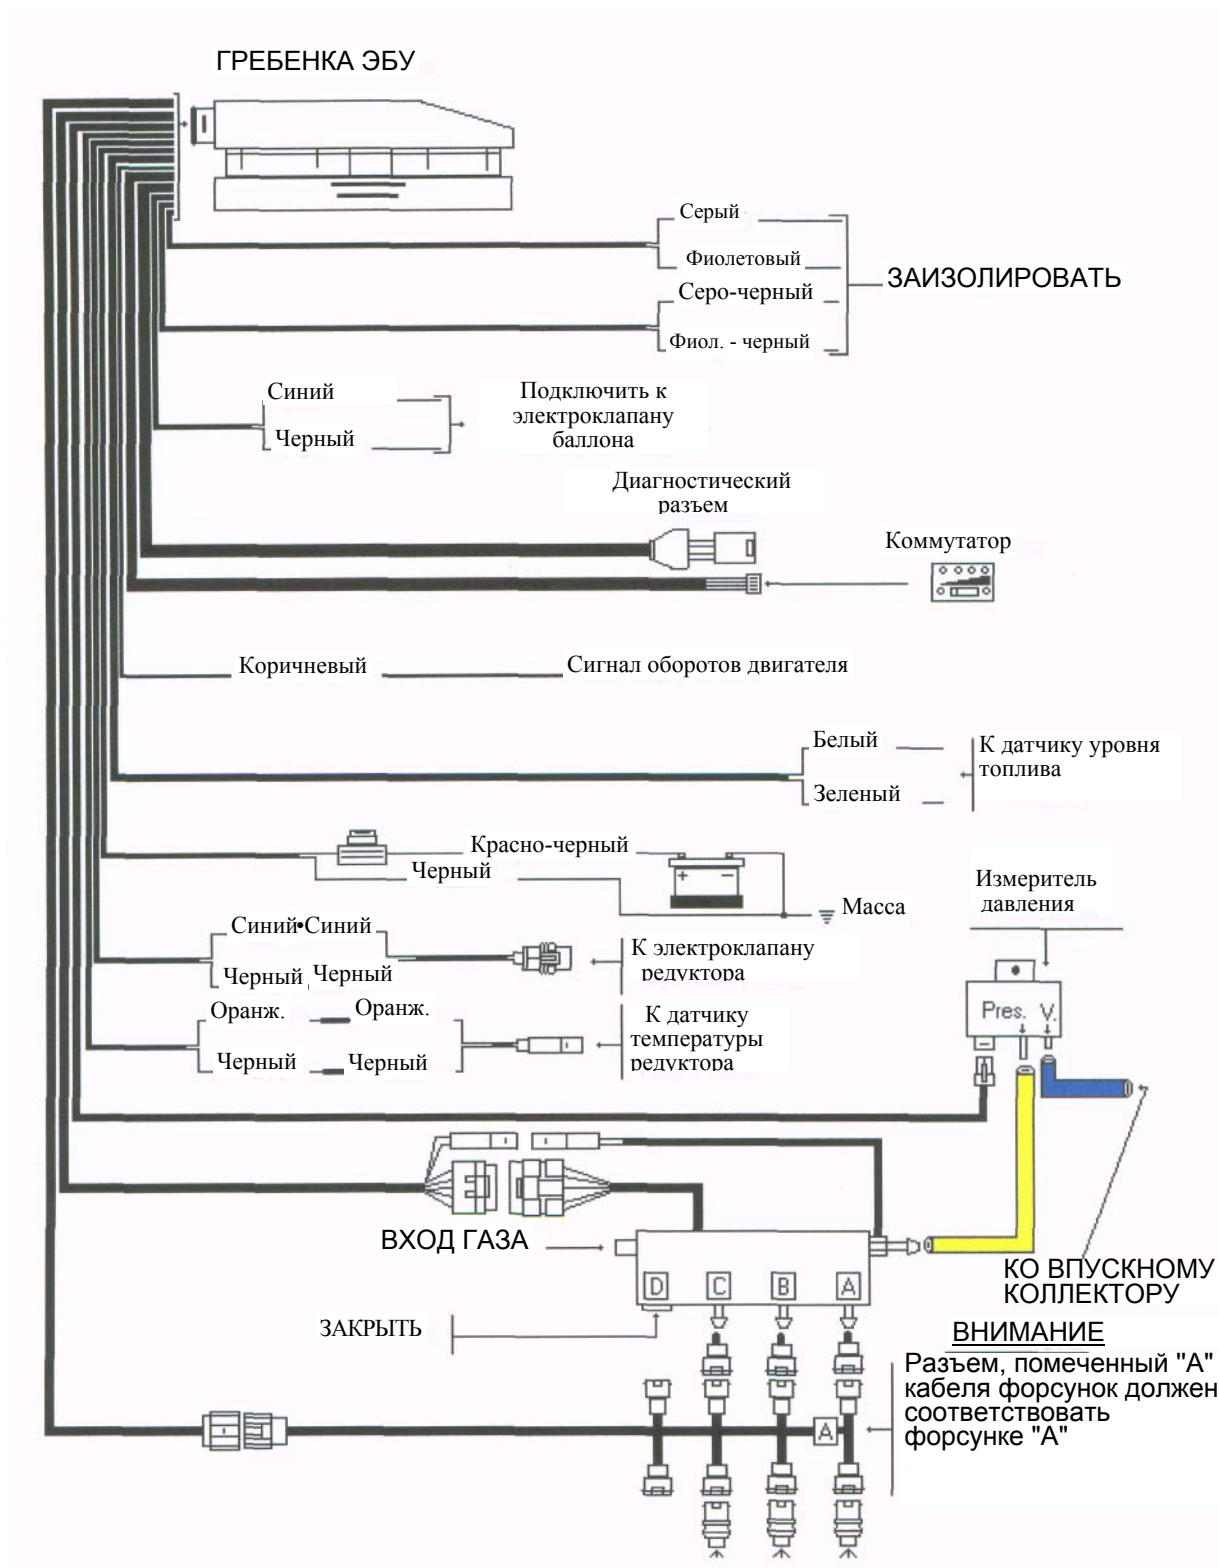 ГРЕБЕНКА ЭБУ
Серый
Фиолетовый
Серо-черный
Фиол. - черный
ЗАИЗОЛИРОВАТЬ
Синий
Черный
Подключить к
электроклапану
баллона
Диагностический
разъем
Коммутатор
Коричневый
Сигнал оборотов двигателя
Белый
Зеленый
К датчику уровня
топлива
Красно-черный
Черный
+ −
Масса
Измеритель
давления
Синий•Синий
Черный Черный
К электроклапану
редуктора
Pres. V.
Оранж. Оранж.
Черный Черный
К датчику
температуры
редуктора
ВХОД ГАЗА
D C B A
КО ВПУСКНОМУ
КОЛЛЕКТОРУ
ЗАКРЫТЬ
ВНИМАНИЕ
Разъем, помеченный "А"
кабеля форсунок должен
соответствовать
форсунке "А"
A